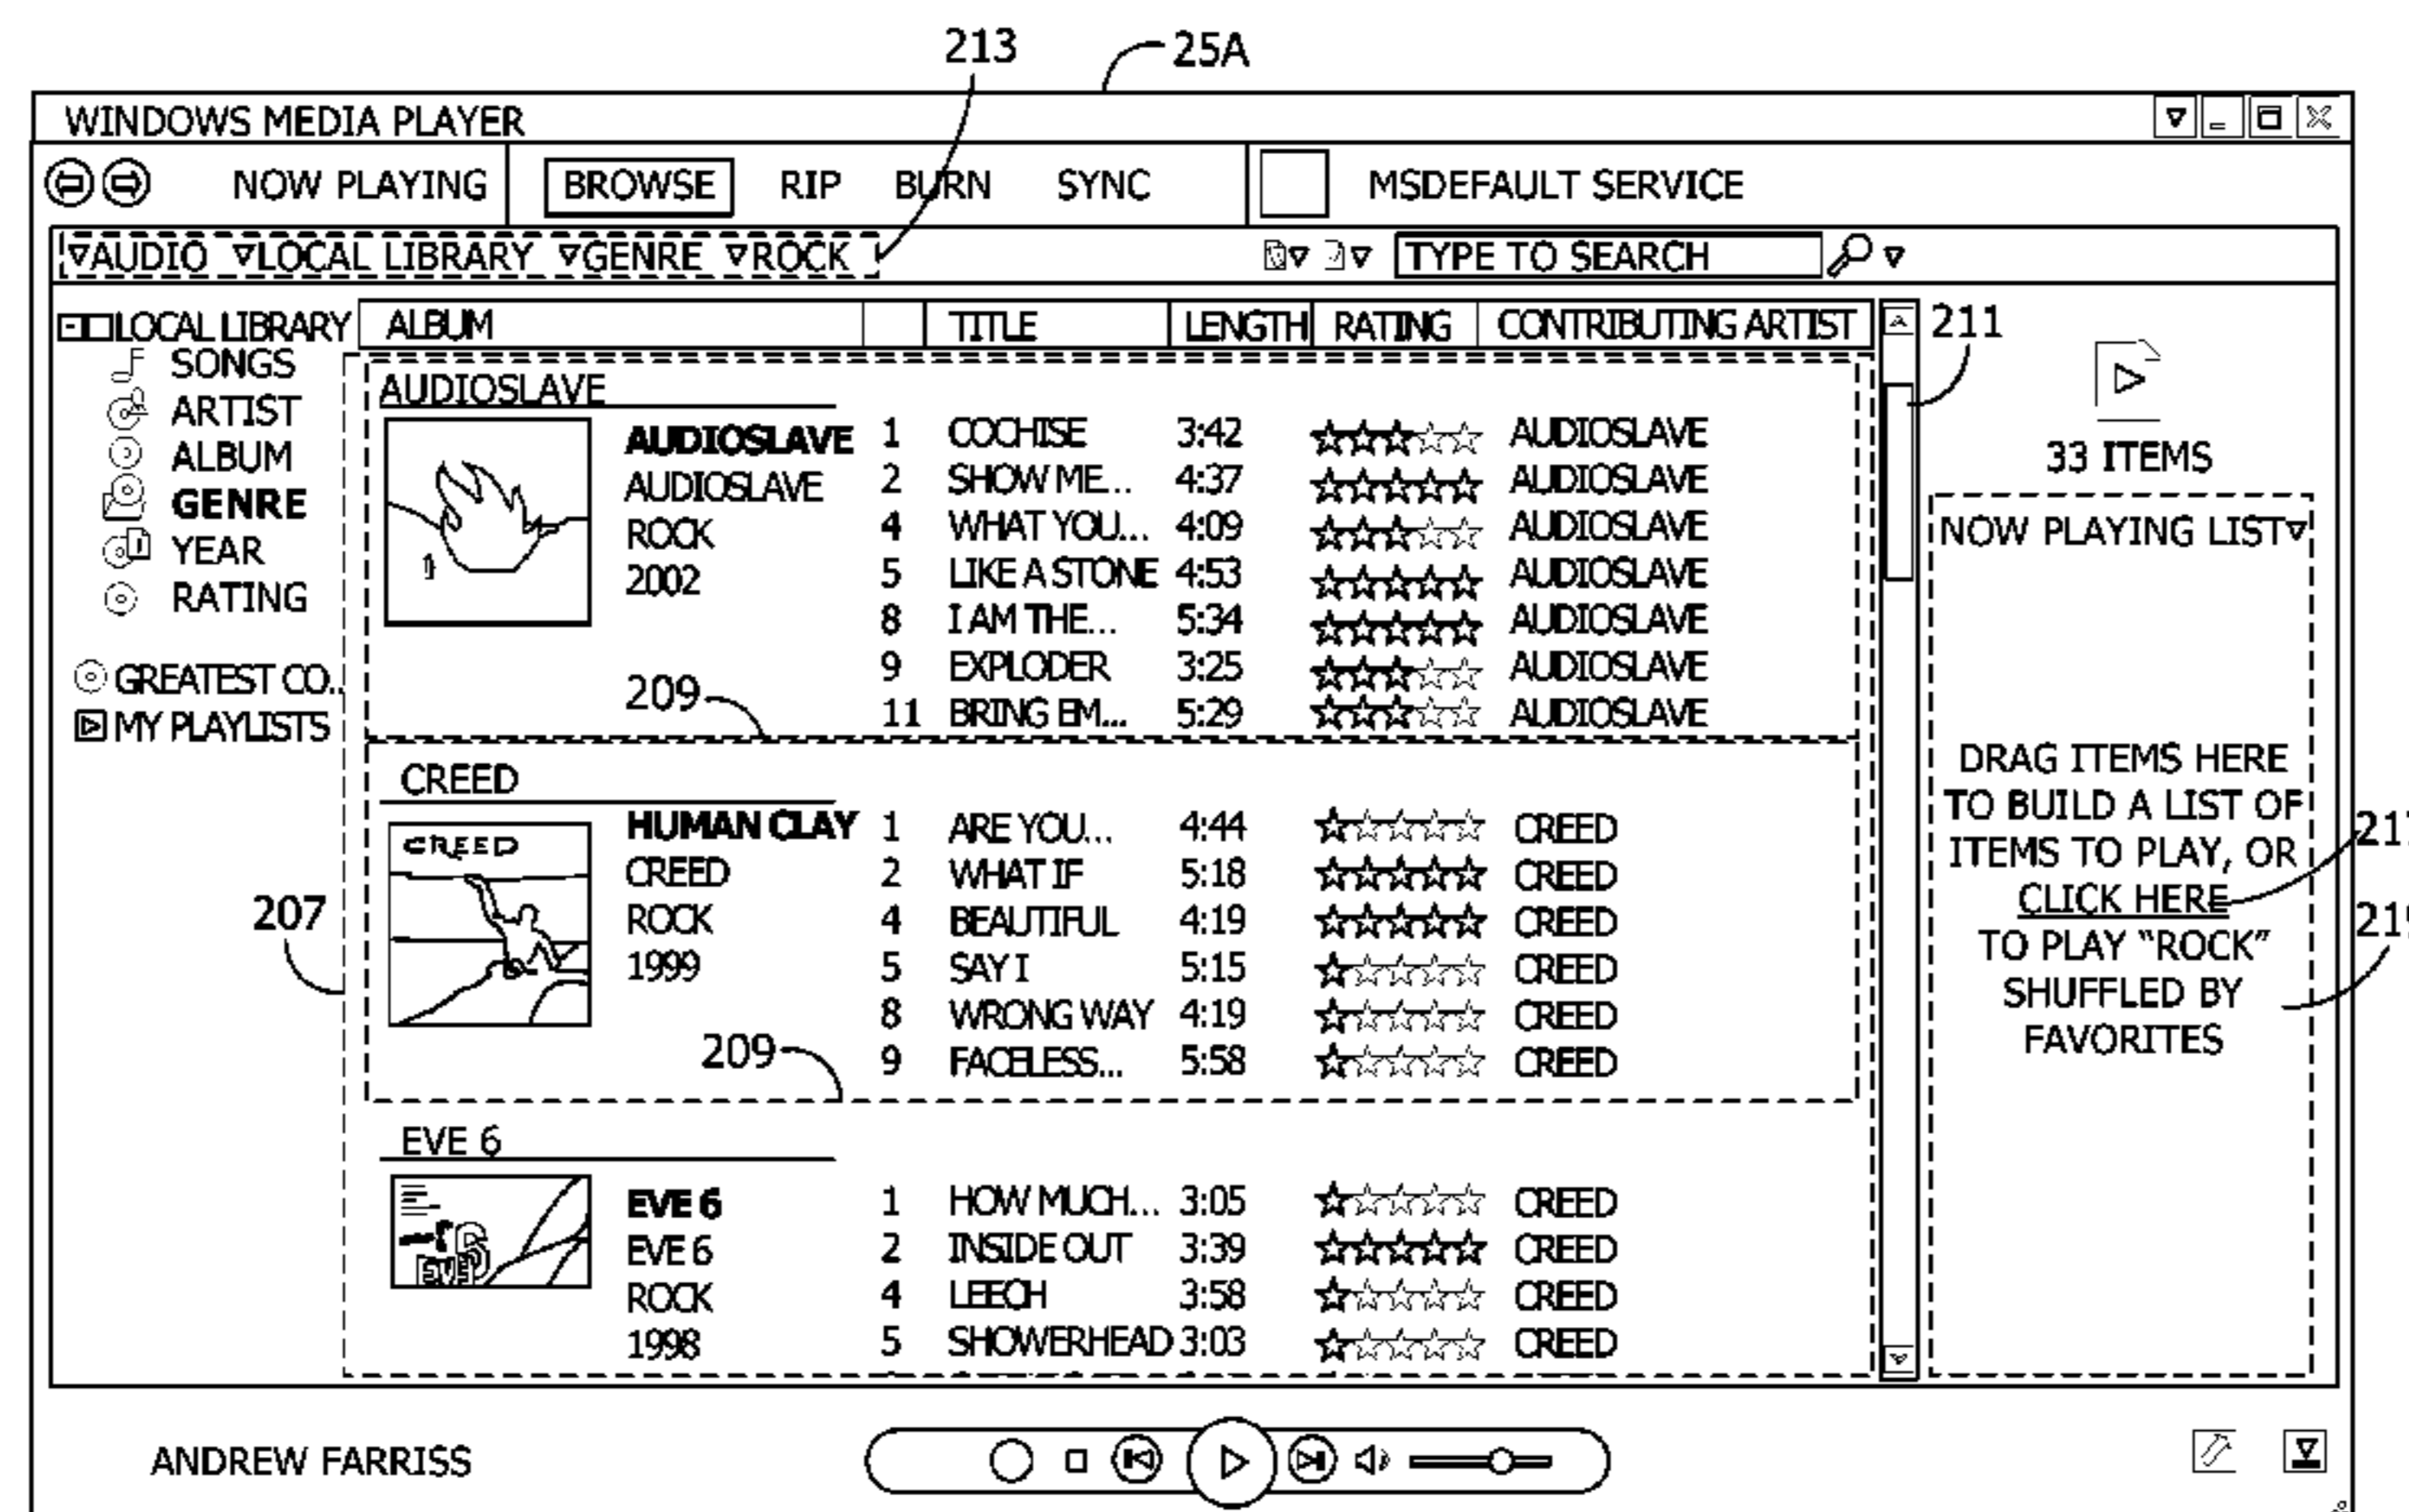 213 25A
WINDOWS MEDIA PLAYER
NOW PLAYING BROWSE RIP BURN SYNC MSDEFAULT SERVICE
AUDIO LOCAL LIBRARY GENRE ROCK TYPE TO SEARCH
LOCAL LIBRARY
SONGS
ARTIST
ALBUM
GENRE
YEAR
RATING
GREATEST CO..
MY PLAYLISTS
207
ALBUM TITLE LENGTH RATING CONTRIBUTING ARTIST
AUDIOSLAVE
AUDIOSLAVE
AUDIOSLAVE
ROCK
2002
1 COCHISE 3:42 AUDIOSLAVE
2 SHOW ME... 4:37 AUDIOSLAVE
4 WHAT YOU... 4:09 AUDIOSLAVE
5 LIKE A STONE 4:53 AUDIOSLAVE
8 I AM THE... 5:34 AUDIOSLAVE
9 EXPLODER 3:25 AUDIOSLAVE
11 BRING EM... 5:29 AUDIOSLAVE
209
CREED
CREED
HUMAN CLAY
CREED
ROCK
1999
1 ARE YOU... 4:44 CREED
2 WHAT IF 5:18 CREED
4 BEAUTIFUL 4:19 CREED
5 SAY I 5:15 CREED
8 WRONG WAY 4:19 CREED
9 FACELESS... 5:58 CREED
209
EVE 6
EVE 6
EVE 6
ROCK
1998
1 HOW MUCH... 3:05 CREED
2 INSIDE OUT 3:39 CREED
4 LEECH 3:58 CREED
5 SHOWERHEAD 3:03 CREED
211
33 ITEMS
NOW PLAYING LIST
DRAG ITEMS HERE
TO BUILD A LIST OF
ITEMS TO PLAY, OR
CLICK HERE
TO PLAY "ROCK"
SHUFFLED BY
FAVORITES
ANDREW FARRISS